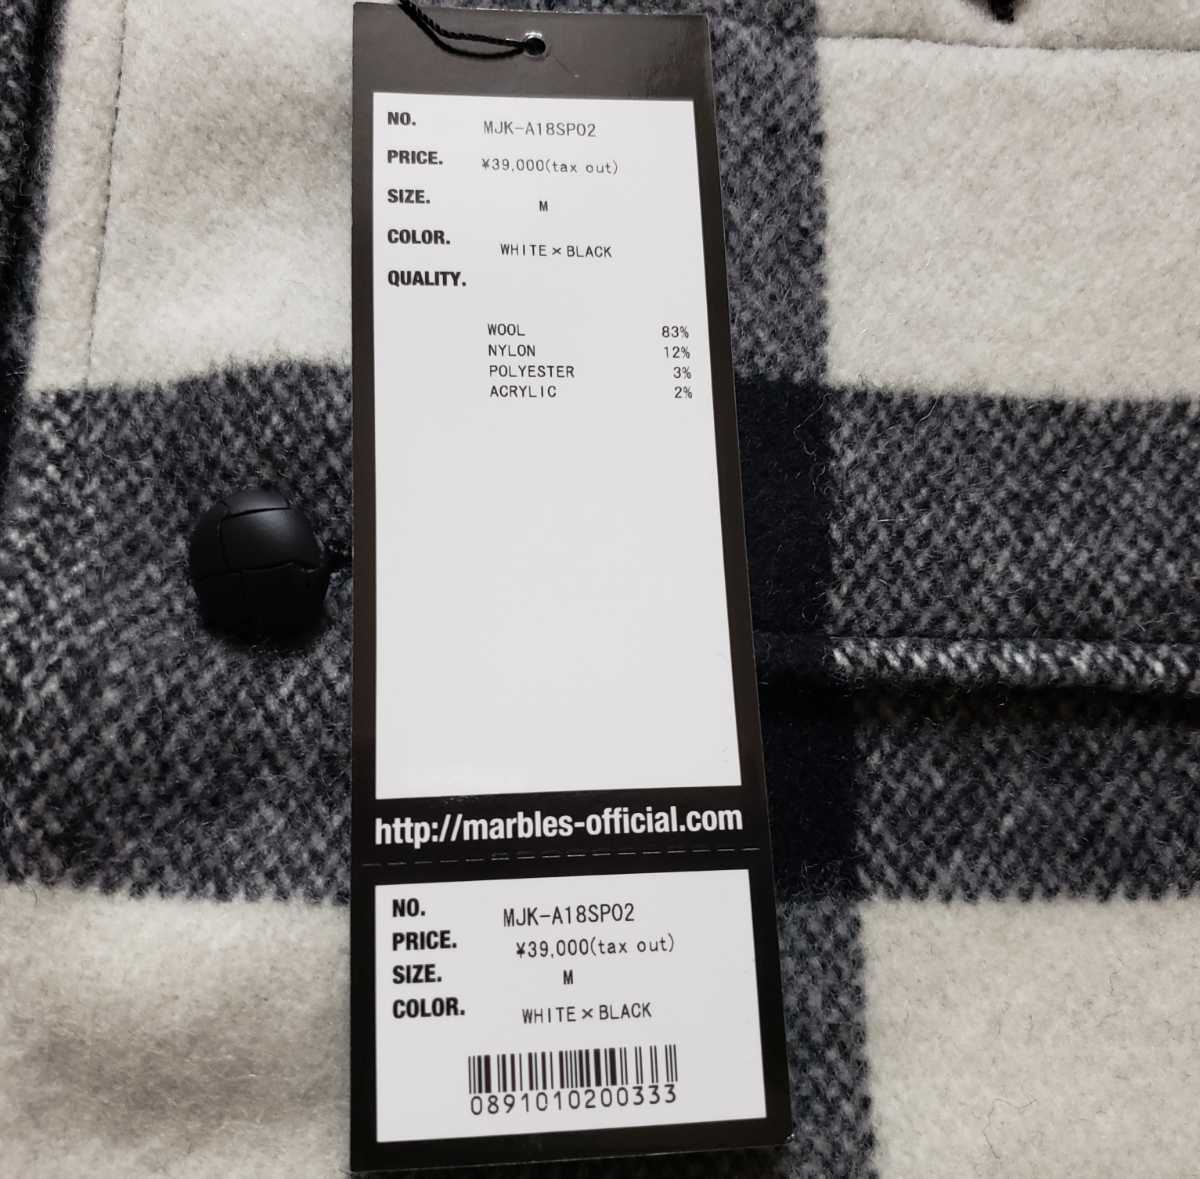 NO. MJK-A18SP02
PRICE. ¥39,000(tax out)
SIZE. M
COLOR. WHITE×BLACK
QUALITY.
WOOL 83%
NYLON 12%
POLYESTER 3%
ACRYLIC 2%
http://marbles-official.com
NO. MJK-A18SP02
PRICE. ¥39,000(tax out)
SIZE. M
COLOR. WHITE×BLACK
0891010200333